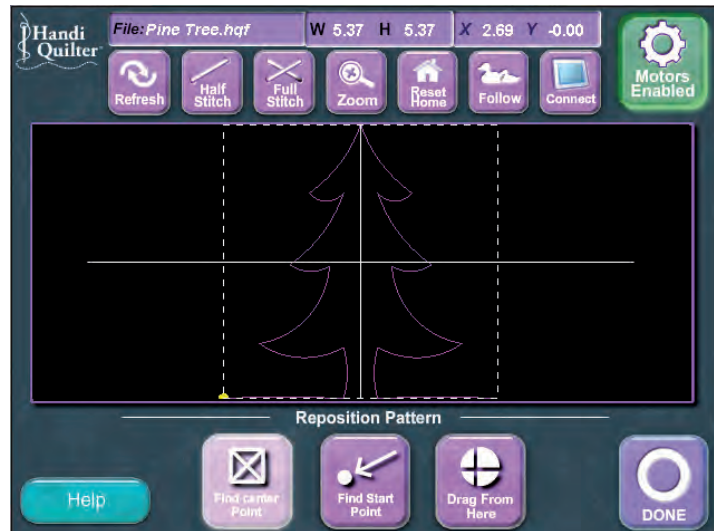 Handi
Quilter
File: Pine Tree.hqf W 5.37 H 5.37 X 2.69 Y -0.00
Motors
Enabled
Refresh
Half
Stitch
Full
Stitch
Zoom
Reset
Home
Follow
Connect
Reposition Pattern
Help
Find center
Point
Find Start
Point
Drag From
Here
DONE